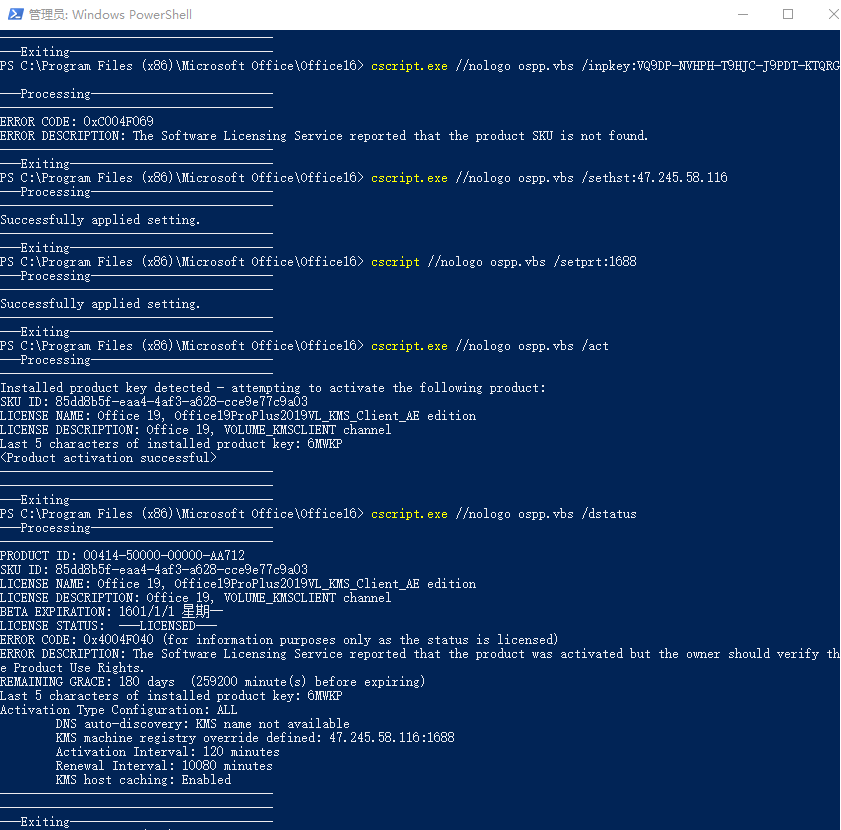 管理员: Windows PowerShell
---Exiting-----------------------------
PS C:\Program Files (x86)\Microsoft Office\Office16> cscript.exe //nologo ospp.vbs /inpkey:VQ9DP-NVHPH-T9HJC-J9PDT-KTQRG
---Processing--------------------------
---------------------------------------
ERROR CODE: 0xC004F069
ERROR DESCRIPTION: The Software Licensing Service reported that the product SKU is not found.
---------------------------------------
---Exiting-----------------------------
PS C:\Program Files (x86)\Microsoft Office\Office16> cscript.exe //nologo ospp.vbs /sethst:47.245.58.116
---Processing--------------------------
---------------------------------------
Successfully applied setting.
---------------------------------------
---Exiting-----------------------------
PS C:\Program Files (x86)\Microsoft Office\Office16> cscript //nologo ospp.vbs /setprt:1688
---Processing--------------------------
---------------------------------------
Successfully applied setting.
---------------------------------------
---Exiting-----------------------------
PS C:\Program Files (x86)\Microsoft Office\Office16> cscript.exe //nologo ospp.vbs /act
---Processing--------------------------
---------------------------------------
Installed product key detected - attempting to activate the following product:
SKU ID: 85dd8b5f-eaa4-4af3-a628-cce9e77c9a03
LICENSE NAME: Office 19, Office19ProPlus2019VL_KMS_Client_AE edition
LICENSE DESCRIPTION: Office 19, VOLUME_KMSCLIENT channel
Last 5 characters of installed product key: 6MWKP
<Product activation successful>
---------------------------------------
---------------------------------------
---Exiting-----------------------------
PS C:\Program Files (x86)\Microsoft Office\Office16> cscript.exe //nologo ospp.vbs /dstatus
---Processing--------------------------
---------------------------------------
PRODUCT ID: 00414-50000-00000-AA712
SKU ID: 85dd8b5f-eaa4-4af3-a628-cce9e77c9a03
LICENSE NAME: Office 19, Office19ProPlus2019VL_KMS_Client_AE edition
LICENSE DESCRIPTION: Office 19, VOLUME_KMSCLIENT channel
BETA EXPIRATION: 1601/1/1 星期一
LICENSE STATUS:  ---LICENSED---
ERROR CODE: 0x4004F040 (for information purposes only as the status is licensed)
ERROR DESCRIPTION: The Software Licensing Service reported that the product was activated but the owner should verify th
e Product Use Rights.
REMAINING GRACE: 180 days  (259200 minute(s) before expiring)
Last 5 characters of installed product key: 6MWKP
Activation Type Configuration: ALL
        DNS auto-discovery: KMS name not available
        KMS machine registry override defined: 47.245.58.116:1688
        Activation Interval: 120 minutes
        Renewal Interval: 10080 minutes
        KMS host caching: Enabled
---------------------------------------
---------------------------------------
---Exiting-----------------------------